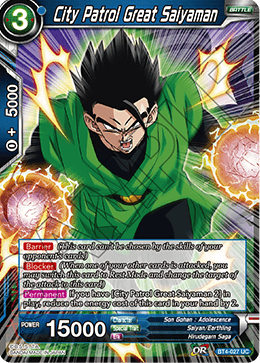 3
City Patrol Great Saiyaman
BATTLE
0 + 5000
Barrier (This card can't be chosen by the skills of your
opponent's cards)
Blocker (When one of your other cards is attacked, you
may switch this card to Rest Mode and change the target of
the attack to this card)
Permanent If you have {City Patrol Great Saiyaman 2} in
play, reduce the energy cost of this card in your hand by 2.
POWER 15000
Character Son Gohan : Adolescence
Special Trait Saiyan/Earthling
Hirudegarn Saga
BT4-027 UC